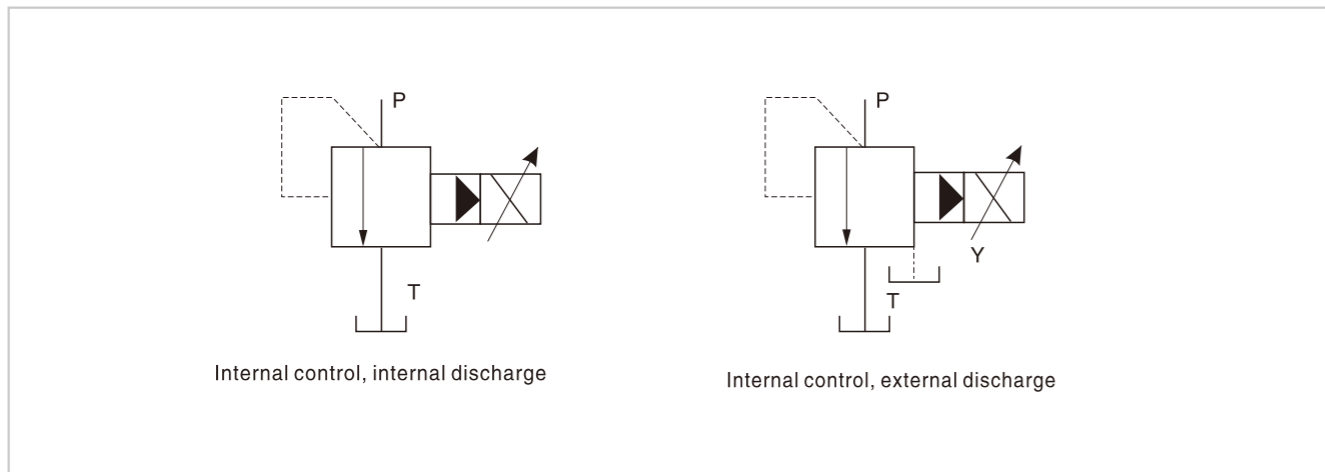 P
T
Internal control, internal discharge
P
Y
T
Internal control, external discharge